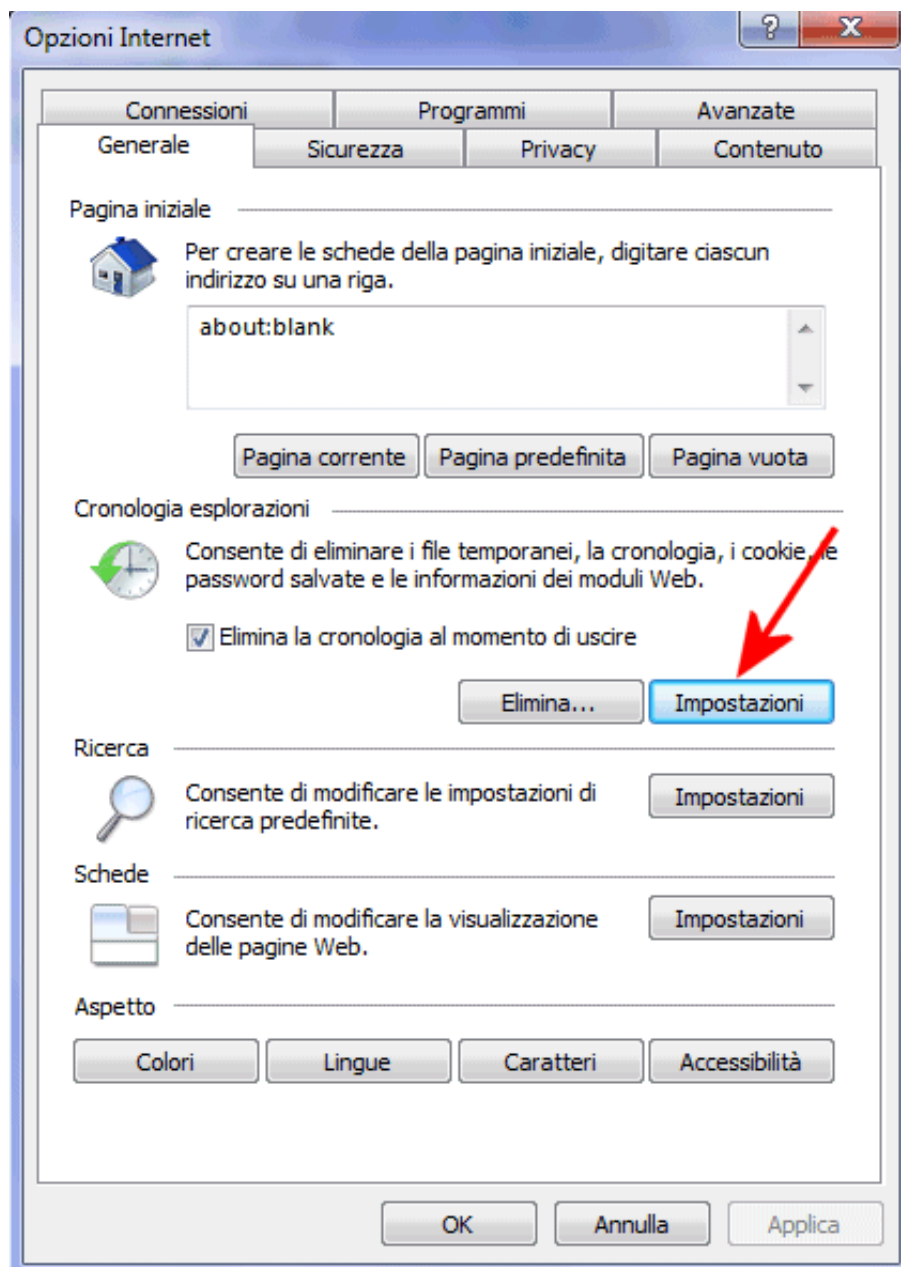 Opzioni Internet
?
X
Connessioni
Programmi
Avanzate
Generale
Sicurezza
Privacy
Contenuto
Pagina iniziale
Per creare le schede della pagina iniziale, digitare ciascun
indirizzo su una riga.
about:blank
Pagina corrente
Pagina predefinita
Pagina vuota
Cronologia esplorazioni
Consente di eliminare i file temporanei, la cronologia, i cookie, le
password salvate e le informazioni dei moduli Web.
Elimina la cronologia al momento di uscire
Elimina...
Impostazioni
Ricerca
Consente di modificare le impostazioni di
ricerca predefinite.
Impostazioni
Schede
Consente di modificare la visualizzazione
delle pagine Web.
Impostazioni
Aspetto
Colori
Lingue
Caratteri
Accessibilità
OK
Annulla
Applica